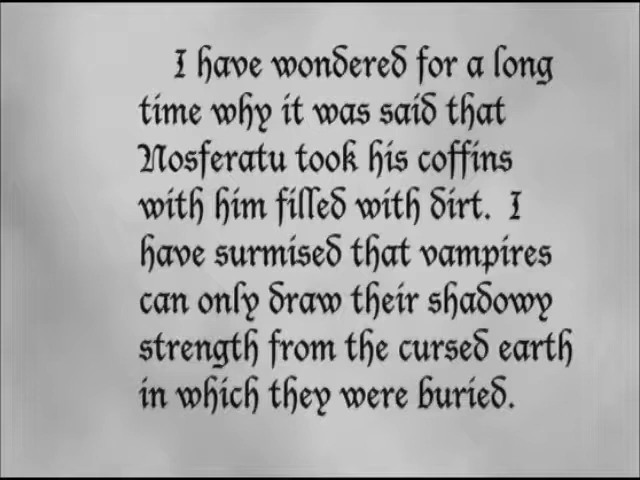 I have wondered for a long
time why it was said that
Nosferatu took his coffins
with him filled with dirt. I
have surmised that vampires
can only draw their shadowy
strength from the cursed earth
in which they were buried.